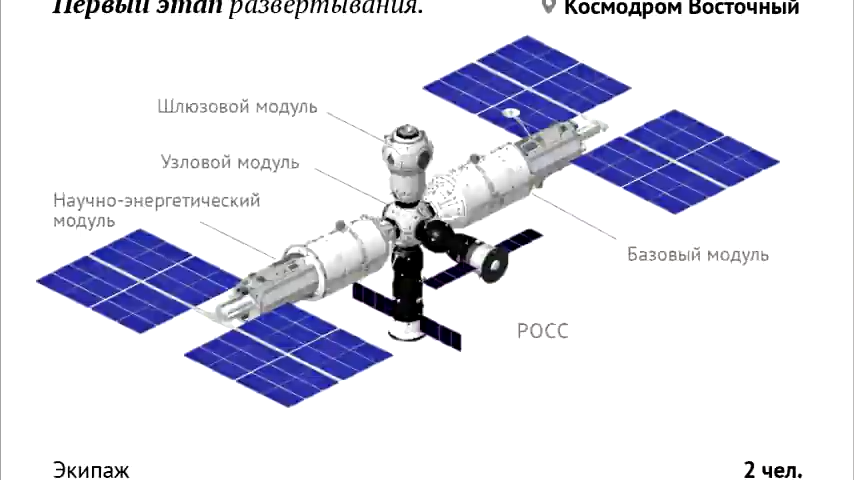 Первый этап развертывания.
Космодром Восточный
Шлюзовой модуль
Узловой модуль
Научно-энергетический
модуль
Базовый модуль
РОСС
Экипаж
2 чел.